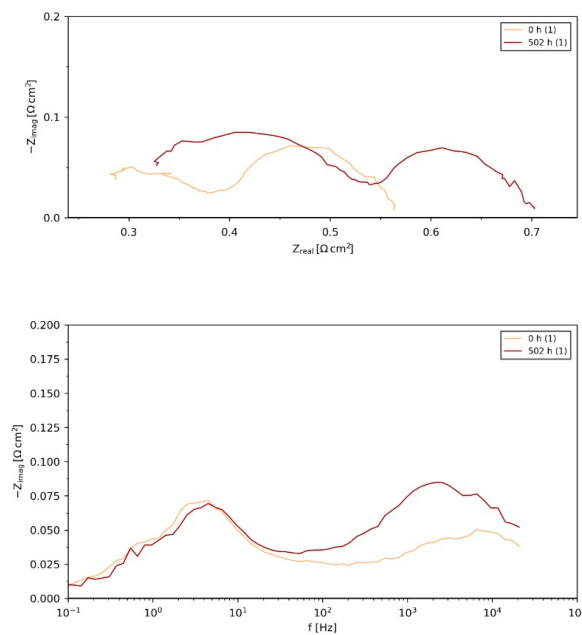 0.2
0 h (1)
502 h (1)
−Z_imag [Ω cm²]
0.1
0.0
0.3 0.4 0.5 0.6 0.7
Z_real [Ω cm²]
0.200
0 h (1)
502 h (1)
0.175
0.150
−Z_imag [Ω cm²]
0.125
0.100
0.075
0.050
0.025
0.000
10⁻¹ 10⁰ 10¹ 10² 10³ 10⁴ 10
f [Hz]